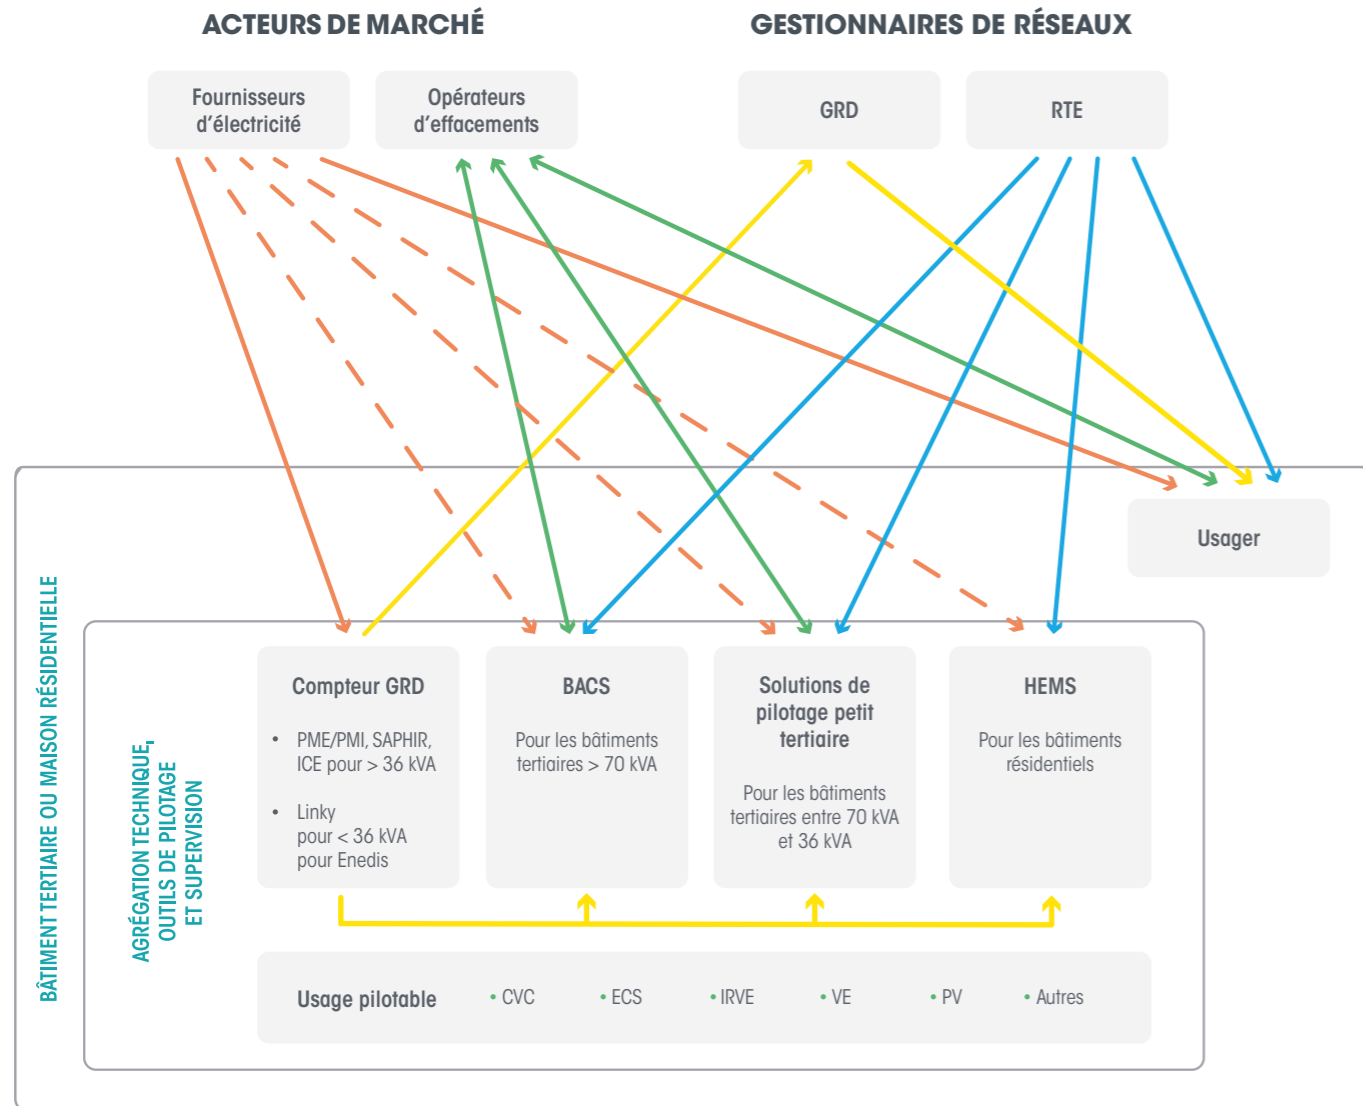 ACTEURS DE MARCHÉ
GESTIONNAIRES DE RÉSEAUX
Fournisseurs
d’électricité
Opérateurs
d’effacements
GRD
RTE
Usager
BÂTIMENT TERTIAIRE OU MAISON RÉSIDENTIELLE
AGRÉGATION TECHNIQUE,
OUTILS DE PILOTAGE
ET SUPERVISION
Compteur GRD
• PME/PMI, SAPHIR,
ICE pour > 36 kVA
• Linky
pour < 36 kVA
pour Enedis
BACS
Pour les bâtiments
tertiaires > 70 kVA
Solutions de
pilotage petit
tertiaire
Pour les bâtiments
tertiaires entre 70 kVA
et 36 kVA
HEMS
Pour les bâtiments
résidentiels
Usage pilotable • CVC • ECS • IRVE • VE • PV • Autres